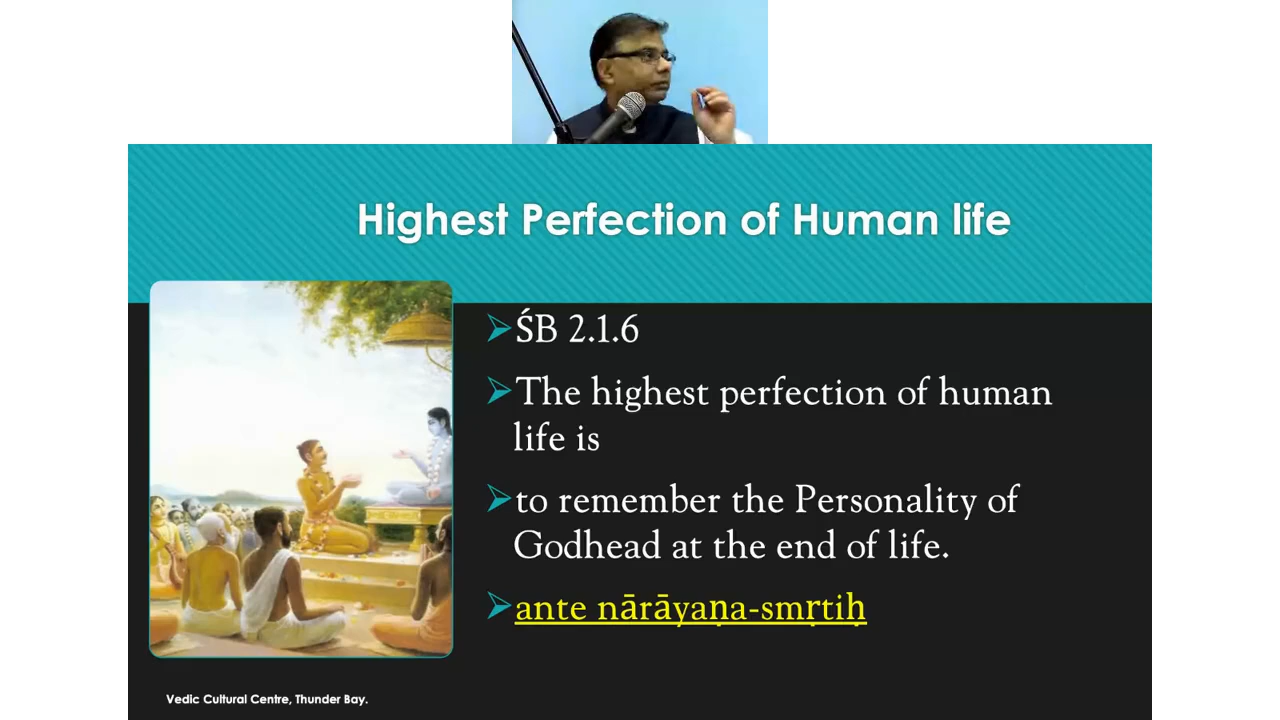 Highest Perfection of Human life
➢ŚB 2.1.6
➢The highest perfection of human
life is
➢to remember the Personality of
Godhead at the end of life.
➢ante nārāyaṇa-smṛtiḥ
Vedic Cultural Centre, Thunder Bay.